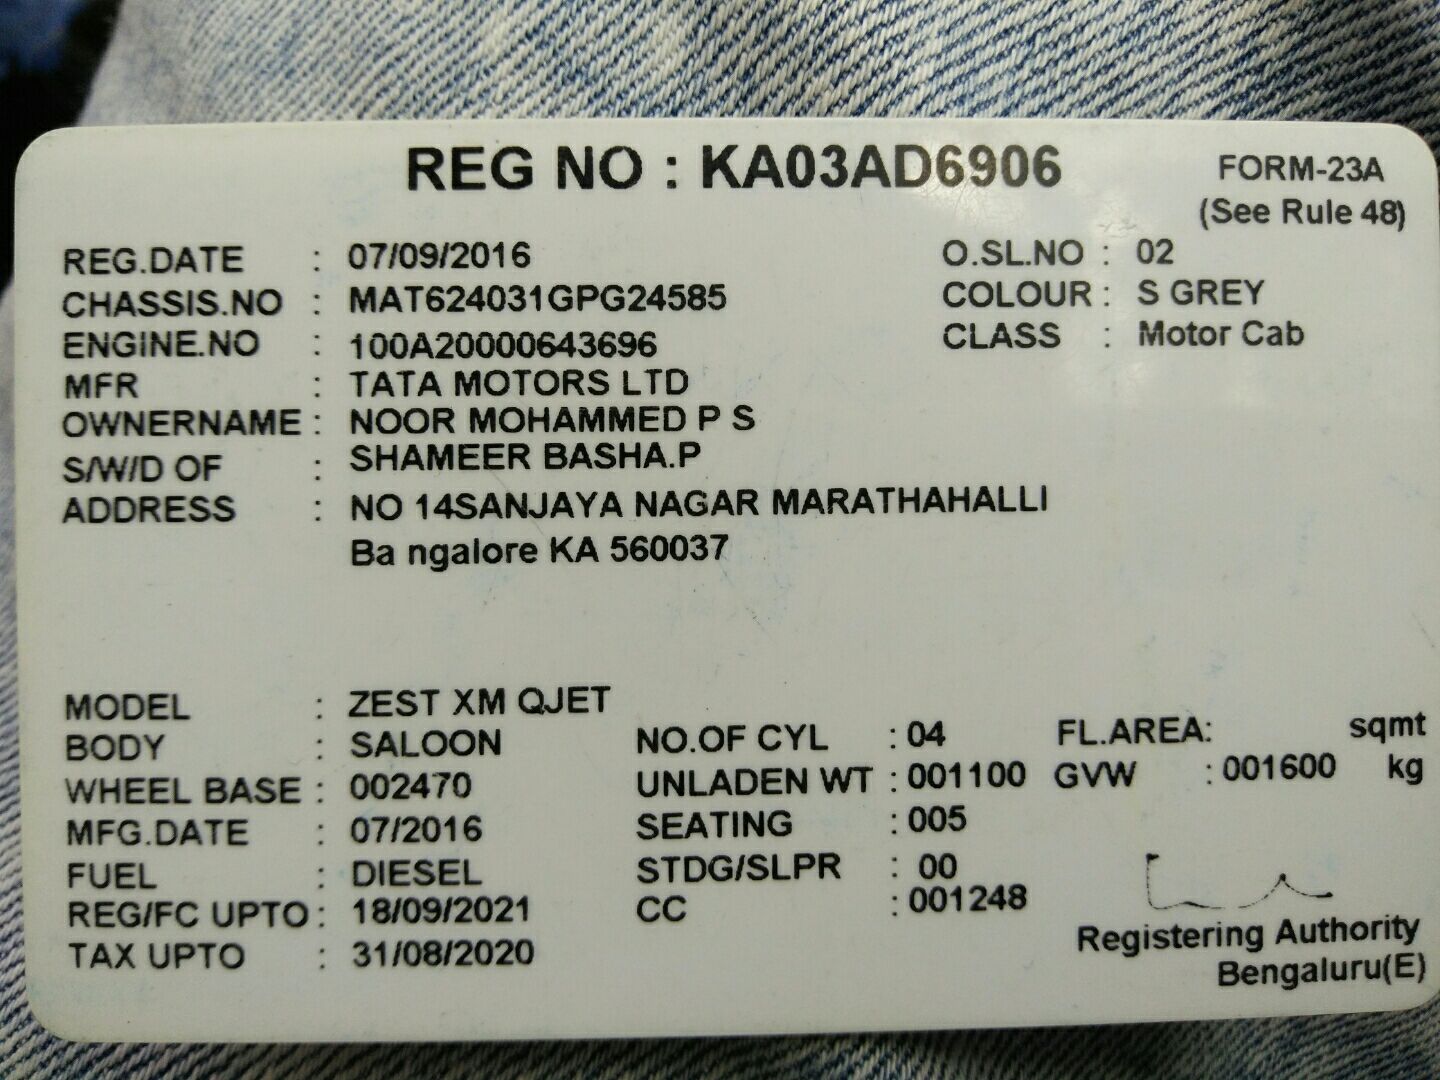 REG NO : KA03AD6906
FORM-23A
(See Rule 48)
REG.DATE : 07/09/2016 O.SL.NO : 02
CHASSIS.NO : MAT624031GPG24585 COLOUR : S GREY
ENGINE.NO : 100A20000643696 CLASS : Motor Cab
MFR : TATA MOTORS LTD
OWNERNAME : NOOR MOHAMMED P S
S/W/D OF : SHAMEER BASHA.P
ADDRESS : NO 14SANJAYA NAGAR MARATHAHALLI
Ba ngalore KA 560037
MODEL : ZEST XM QJET
BODY : SALOON NO.OF CYL : 04 FL.AREA: sqmt
WHEEL BASE : 002470 UNLADEN WT : 001100 GVW : 001600 kg
MFG.DATE : 07/2016 SEATING : 005
FUEL : DIESEL STDG/SLPR : 00
REG/FC UPTO : 18/09/2021 CC : 001248
TAX UPTO : 31/08/2020
Registering Authority
Bengaluru(E)